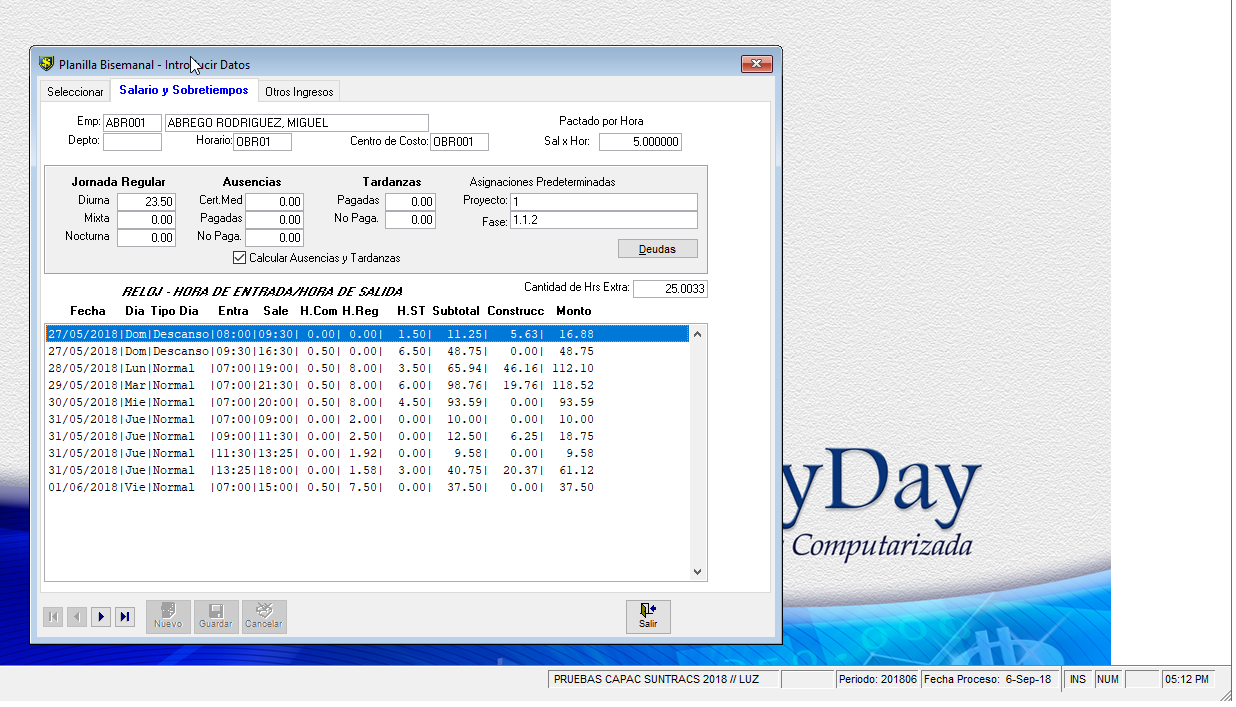 Planilla Bisemanal - Introducir Datos
Seleccionar Salario y Sobretiempos Otros Ingresos
Emp: ABR001 ABREGO RODRIGUEZ, MIGUEL Pactado por Hora
Depto: Horario: OBR01 Centro de Costo: OBR001 Sal x Hor: 5.000000
Jornada Regular Ausencias Tardanzas Asignaciones Predeterminadas
Diurna 23.50 Cert.Med 0.00 Pagadas 0.00 Proyecto: 1
Mixta 0.00 Pagadas 0.00 No Paga. 0.00 Fase: 1.1.2
Nocturna 0.00 No Paga. 0.00
Deudas
Calcular Ausencias y Tardanzas
RELOJ - HORA DE ENTRADA/HORA DE SALIDA Cantidad de Hrs Extra: 25.0033
Fecha Dia Tipo Dia Entra Sale H.Com H.Reg H.ST Subtotal Construcc Monto
27/05/2018|Dom|Descanso|08:00|09:30| 0.00| 0.00| 1.50| 11.25| 5.63| 16.88
27/05/2018|Dom|Descanso|09:30|16:30| 0.50| 0.00| 6.50| 48.75| 0.00| 48.75
28/05/2018|Lun|Normal |07:00|19:00| 0.50| 8.00| 3.50| 65.94| 46.16| 112.10
29/05/2018|Mar|Normal |07:00|21:30| 0.50| 8.00| 6.00| 98.76| 19.76| 118.52
30/05/2018|Mie|Normal |07:00|20:00| 0.50| 8.00| 4.50| 93.59| 0.00| 93.59
31/05/2018|Jue|Normal |07:00|09:00| 0.00| 2.00| 0.00| 10.00| 0.00| 10.00
31/05/2018|Jue|Normal |09:00|11:30| 0.00| 2.50| 0.00| 12.50| 6.25| 18.75
31/05/2018|Jue|Normal |11:30|13:25| 0.00| 1.92| 0.00| 9.58| 0.00| 9.58
31/05/2018|Jue|Normal |13:25|18:00| 0.00| 1.58| 3.00| 40.75| 20.37| 61.12
01/06/2018|Vie|Normal |07:00|15:00| 0.50| 7.50| 0.00| 37.50| 0.00| 37.50
yDay
Computarizada
Nuevo Guardar Cancelar Salir
PRUEBAS CAPAC SUNTRACS 2018 // LUZ Periodo: 201806 Fecha Proceso: 6-Sep-18 INS NUM 05:12 PM